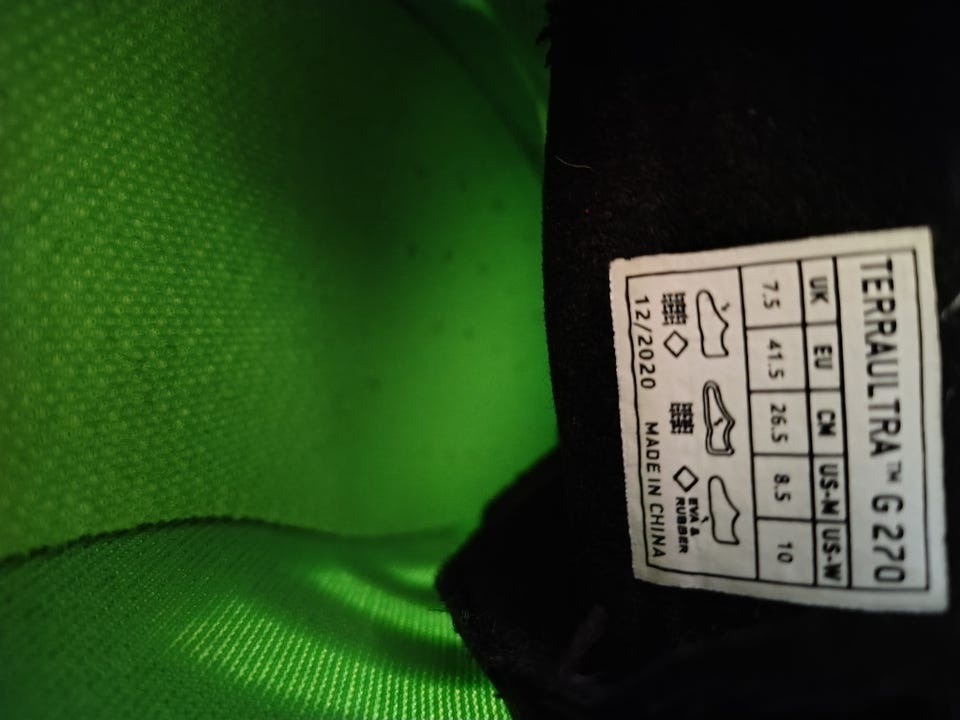 TERRAULTRA™ G 270
UK EU CM US-M US-W
7.5 41.5 26.5 8.5 10
EVA &
RUBBER
12/2020 MADE IN CHINA